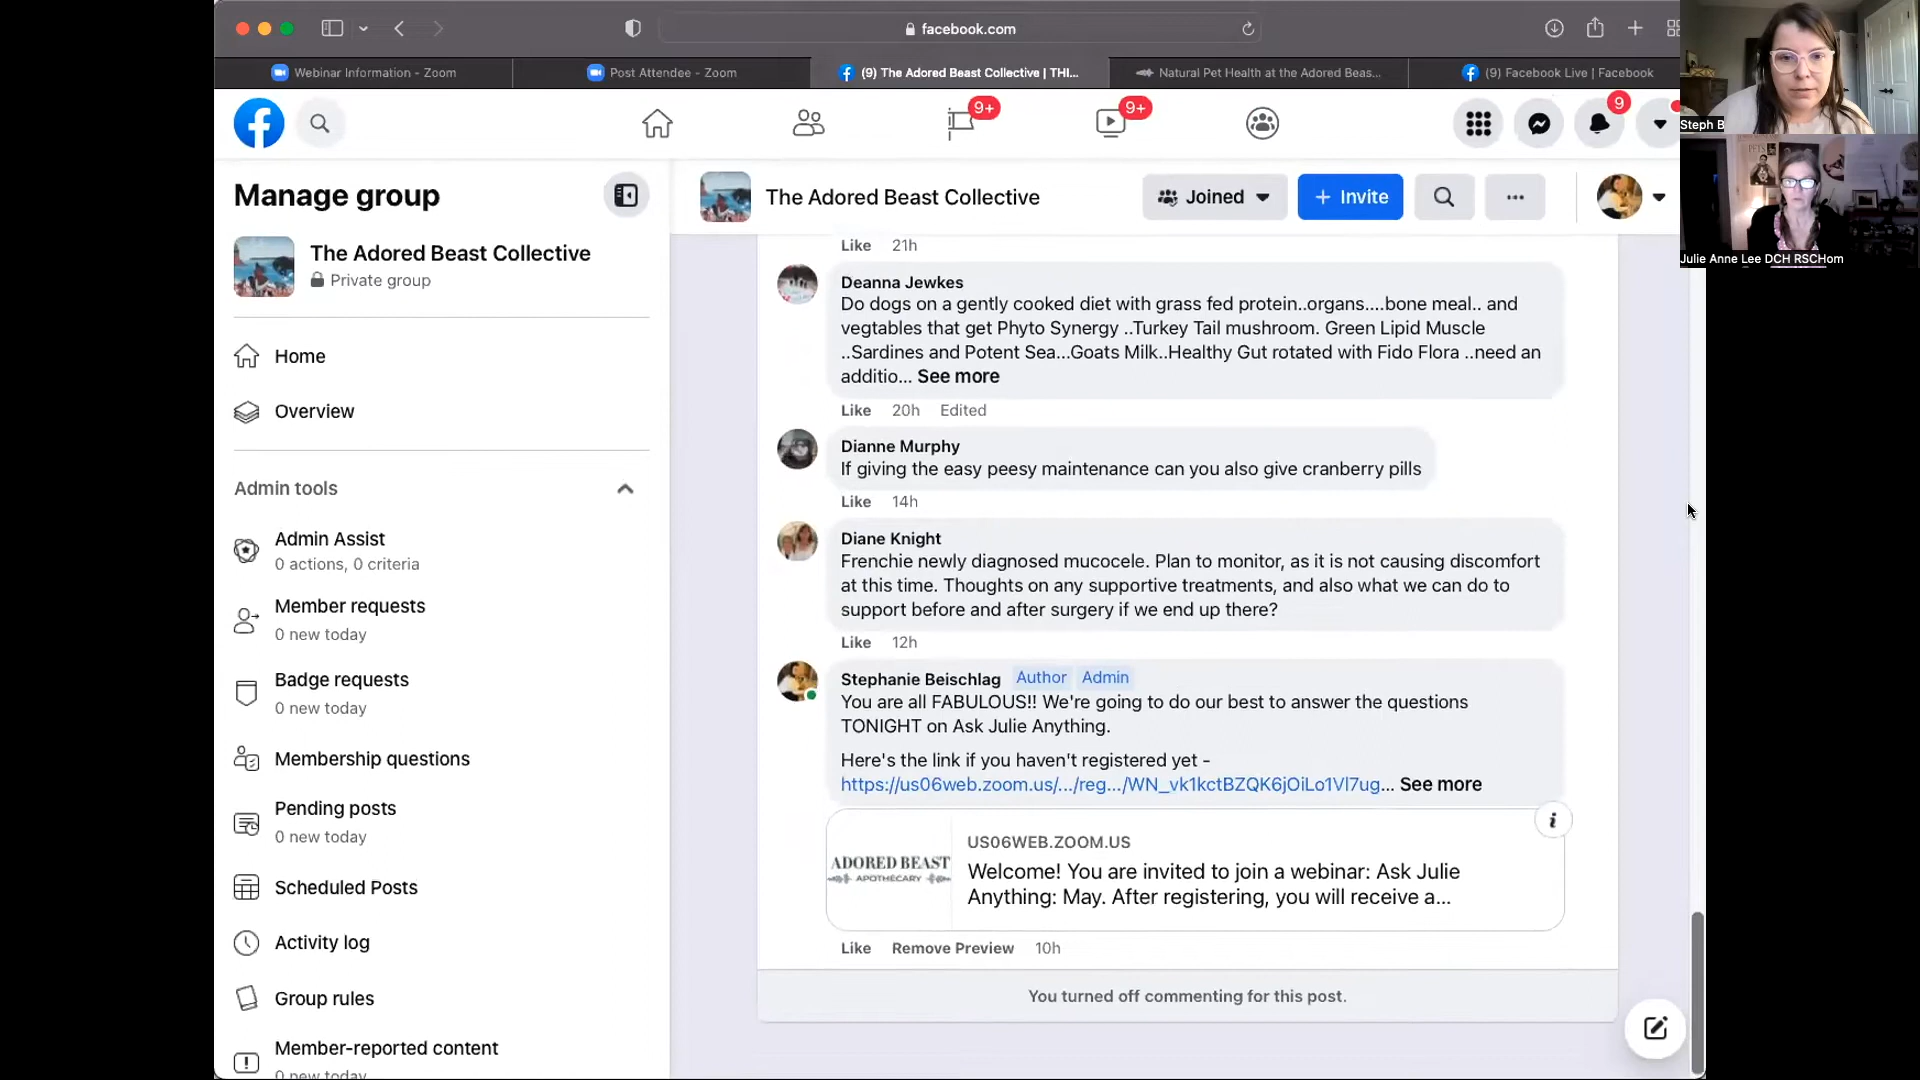 facebook.com
Webinar Information - Zoom
Post Attendee - Zoom
(9) The Adored Beast Collective | THI...
Natural Pet Health at the Adored Beas...
(9) Facebook Live | Facebook
Steph B
Julie Anne Lee DCH RSCHom
9+
9+
9
Manage group
The Adored Beast Collective
Private group
Home
Overview
Admin tools
Admin Assist
0 actions, 0 criteria
Member requests
0 new today
Badge requests
0 new today
Membership questions
Pending posts
0 new today
Scheduled Posts
Activity log
Group rules
Member-reported content
0 new today
The Adored Beast Collective
Joined
+ Invite
Like 21h
Deanna Jewkes
Do dogs on a gently cooked diet with grass fed protein..organs....bone meal.. and
vegtables that get Phyto Synergy ..Turkey Tail mushroom. Green Lipid Muscle
..Sardines and Potent Sea...Goats Milk..Healthy Gut rotated with Fido Flora ..need an
additio... See more
Like 20h Edited
Dianne Murphy
If giving the easy peesy maintenance can you also give cranberry pills
Like 14h
Diane Knight
Frenchie newly diagnosed mucocele. Plan to monitor, as it is not causing discomfort
at this time. Thoughts on any supportive treatments, and also what we can do to
support before and after surgery if we end up there?
Like 12h
Stephanie Beischlag Author Admin
You are all FABULOUS!! We're going to do our best to answer the questions
TONIGHT on Ask Julie Anything.
Here's the link if you haven't registered yet -
https://us06web.zoom.us/.../reg.../WN_vk1kctBZQK6jOiLo1Vl7ug... See more
ADORED BEAST
APOTHECARY
US06WEB.ZOOM.US
Welcome! You are invited to join a webinar: Ask Julie
Anything: May. After registering, you will receive a...
Like Remove Preview 10h
You turned off commenting for this post.